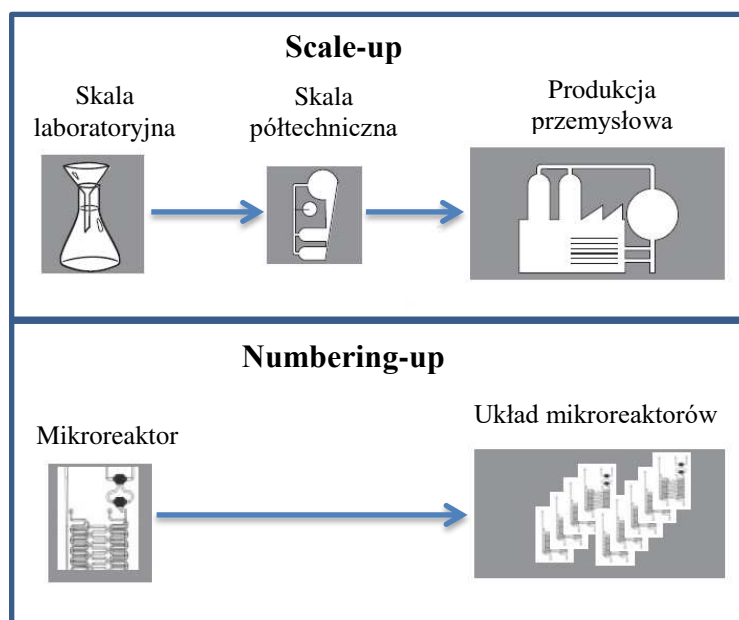 Scale-up
Skala
laboratoryjna
Skala
półtechniczna
Produkcja
przemysłowa
Numbering-up
Mikroreaktor
Układ mikroreaktorów